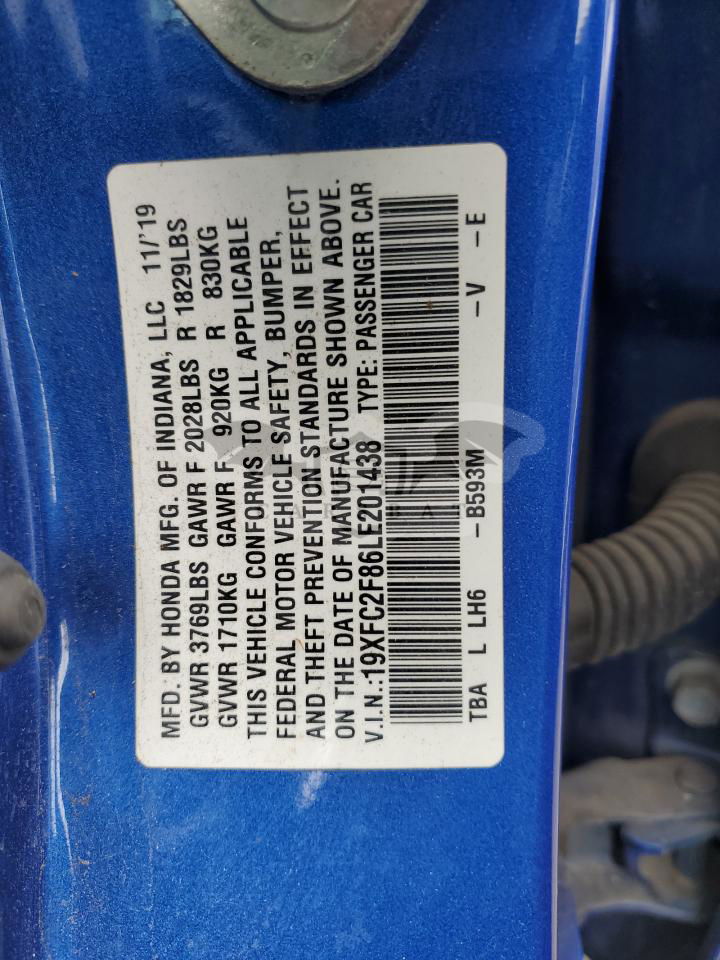 MFD. BY HONDA MFG. OF INDIANA, LLC 11/'19
GVWR 3769LBS GAWR F 2028LBS R 1829LBS
GVWR 1710KG GAWR F 920KG R 830KG
THIS VEHICLE CONFORMS TO ALL APPLICABLE
FEDERAL MOTOR VEHICLE SAFETY, BUMPER,
AND THEFT PREVENTION STANDARDS IN EFFECT
ON THE DATE OF MANUFACTURE SHOWN ABOVE.
V.I.N.:19XFC2F86LE201438 TYPE: PASSENGER CAR
TBA L LH6 -B593M -V -E